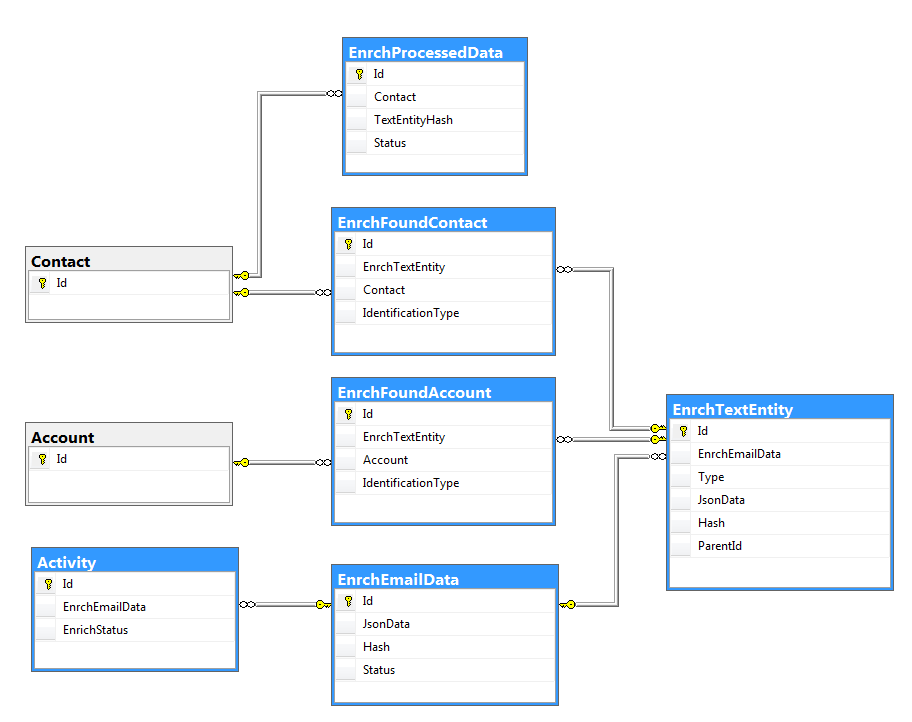 EnrchProcessedData
Id
Contact
TextEntityHash
Status
EnrchFoundContact
Id
EnrchTextEntity
Contact
IdentificationType
Contact
Id
EnrchFoundAccount
Id
EnrchTextEntity
Account
IdentificationType
Account
Id
EnrchTextEntity
Id
EnrchEmailData
Type
JsonData
Hash
ParentId
Activity
Id
EnrchEmailData
EnrichStatus
EnrchEmailData
Id
JsonData
Hash
Status